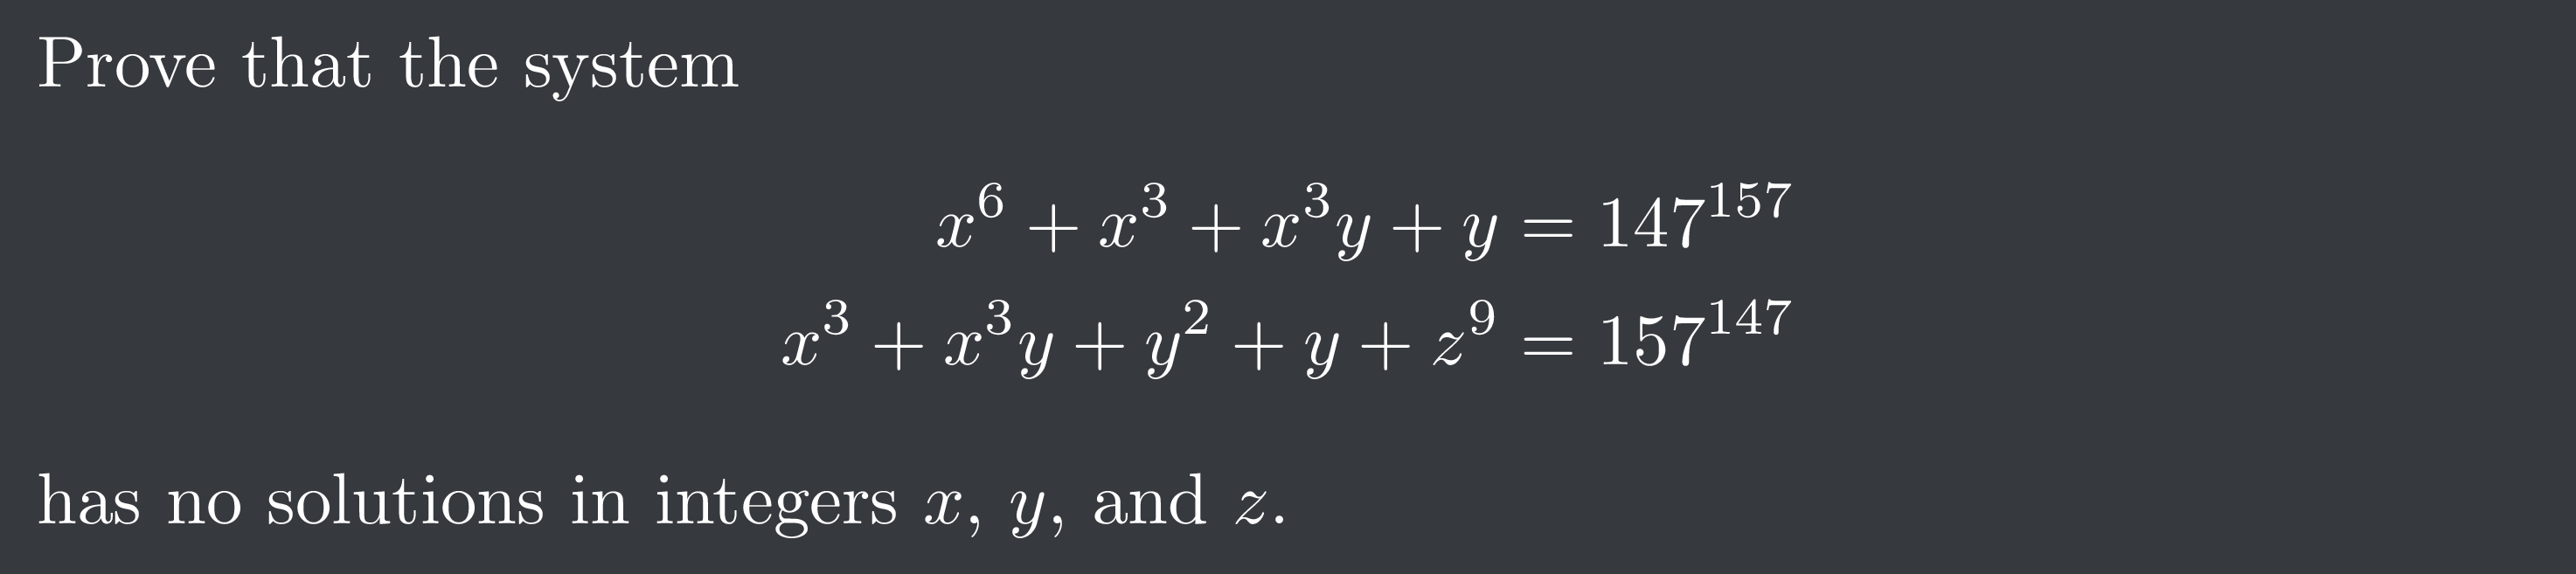 Prove that the system
x^6 + x^3 + x^3y + y = 147^{157}
x^3 + x^3y + y^2 + y + z^9 = 157^{147}
has no solutions in integers x, y, and z.